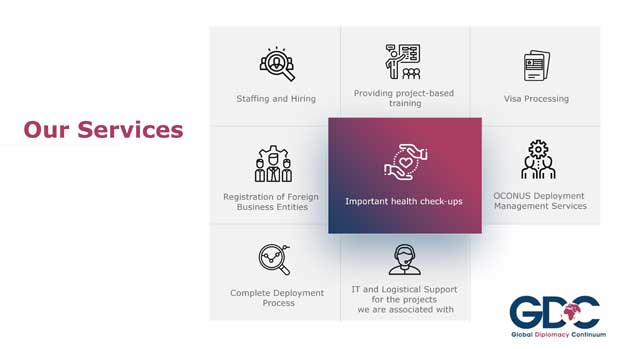 Our Services
Staffing and Hiring
Providing project-based
training
Visa Processing
Registration of Foreign
Business Entities
Important health check-ups
OCONUS Deployment
Management Services
Complete Deployment
Process
IT and Logistical Support
for the projects
we are associated with
GDC
Global Diplomacy Continuum